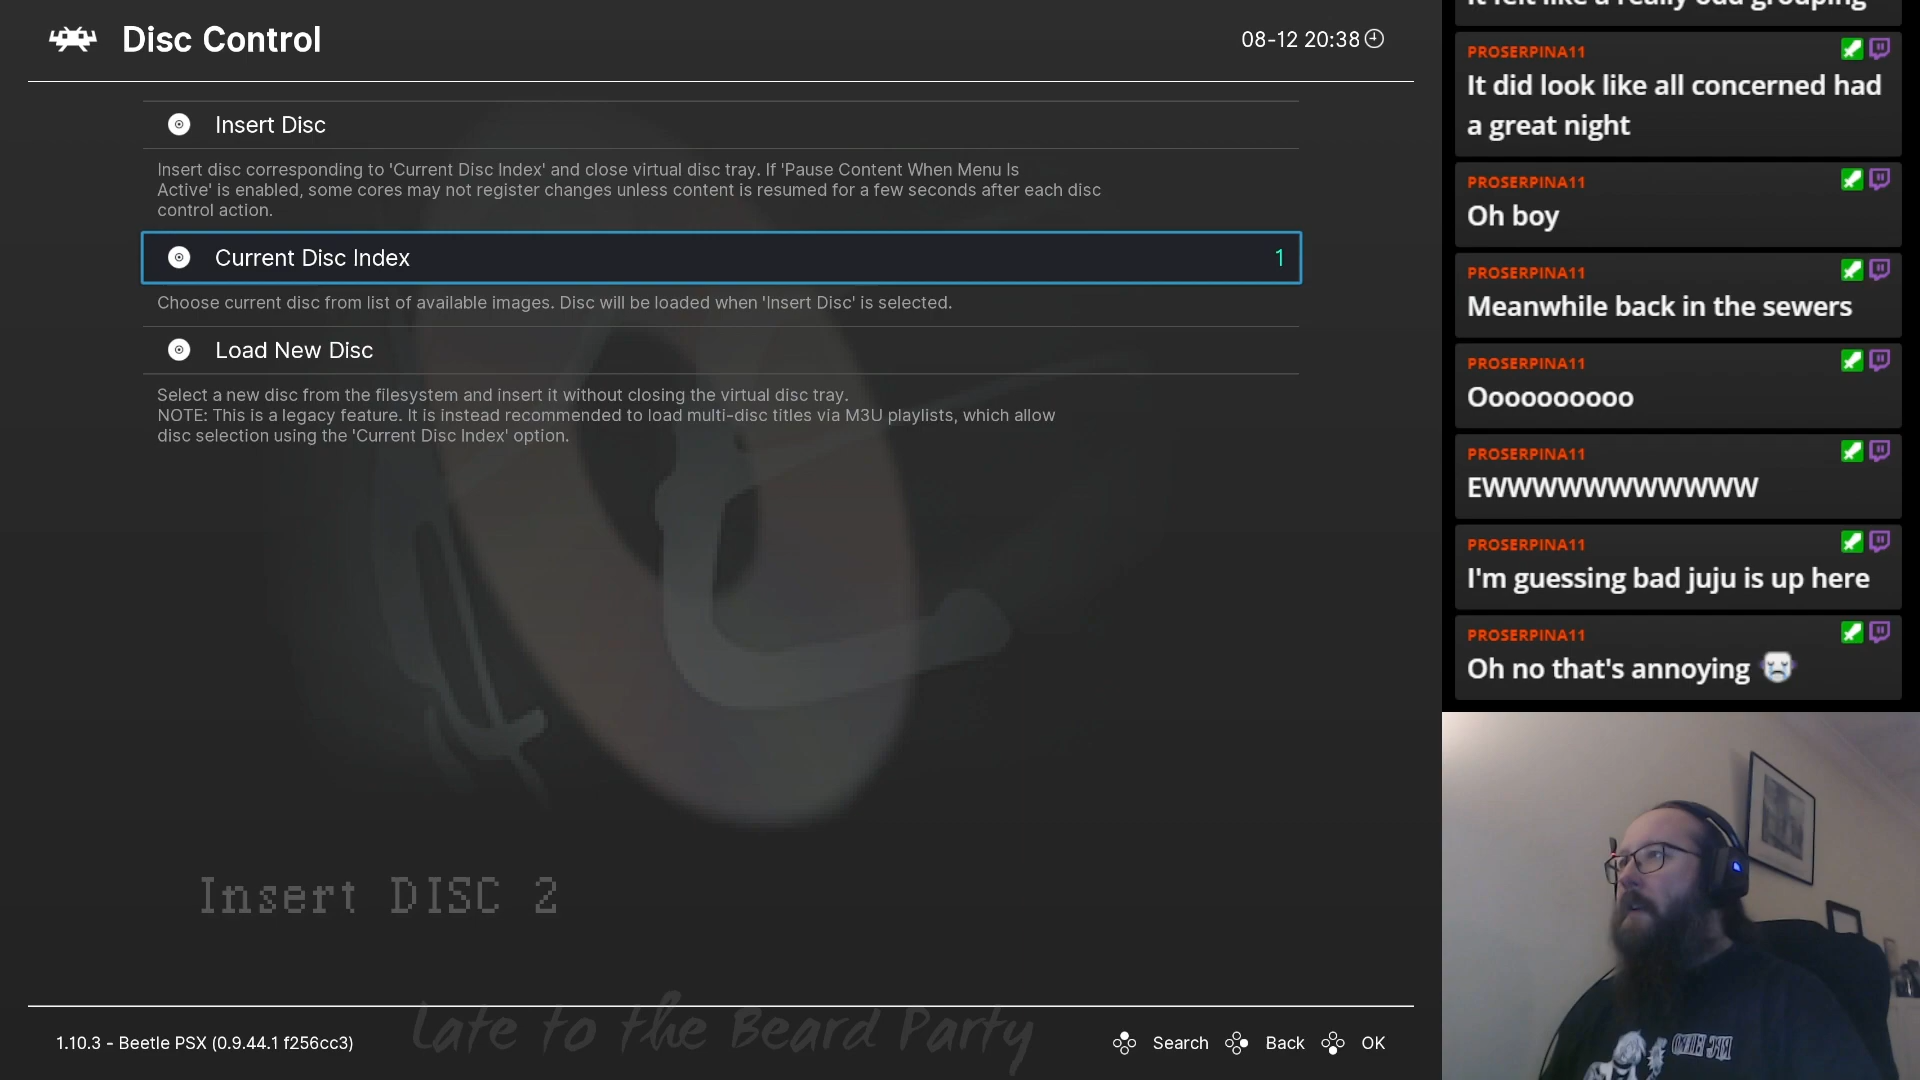 Disc Control
08-12 20:38
Insert Disc
Insert disc corresponding to 'Current Disc Index' and close virtual disc tray. If 'Pause Content When Menu Is
Active' is enabled, some cores may not register changes unless content is resumed for a few seconds after each disc
control action.
Current Disc Index 1
Choose current disc from list of available images. Disc will be loaded when 'Insert Disc' is selected.
Load New Disc
Select a new disc from the filesystem and insert it without closing the virtual disc tray.
NOTE: This is a legacy feature. It is instead recommended to load multi-disc titles via M3U playlists, which allow
disc selection using the 'Current Disc Index' option.
Insert DISC 2
Late to the Beard Party
1.10.3 - Beetle PSX (0.9.44.1 f256cc3)
Search Back OK
It felt like a really odd grouping
PROSERPINA11
It did look like all concerned had
a great night
PROSERPINA11
Oh boy
PROSERPINA11
Meanwhile back in the sewers
PROSERPINA11
Oooooooooo
PROSERPINA11
EWWWWWWWWWWW
PROSERPINA11
I'm guessing bad juju is up here
PROSERPINA11
Oh no that's annoying